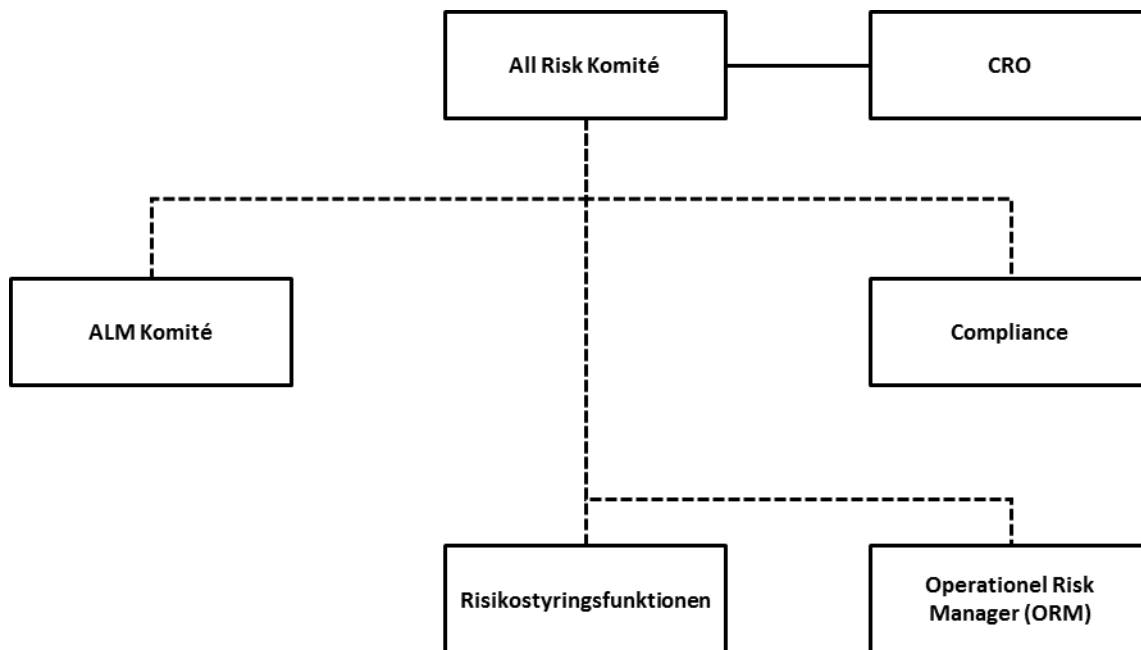 All Risk Komité
CRO
ALM Komité
Compliance
Risikostyringsfunktionen
Operationel Risk
Manager (ORM)